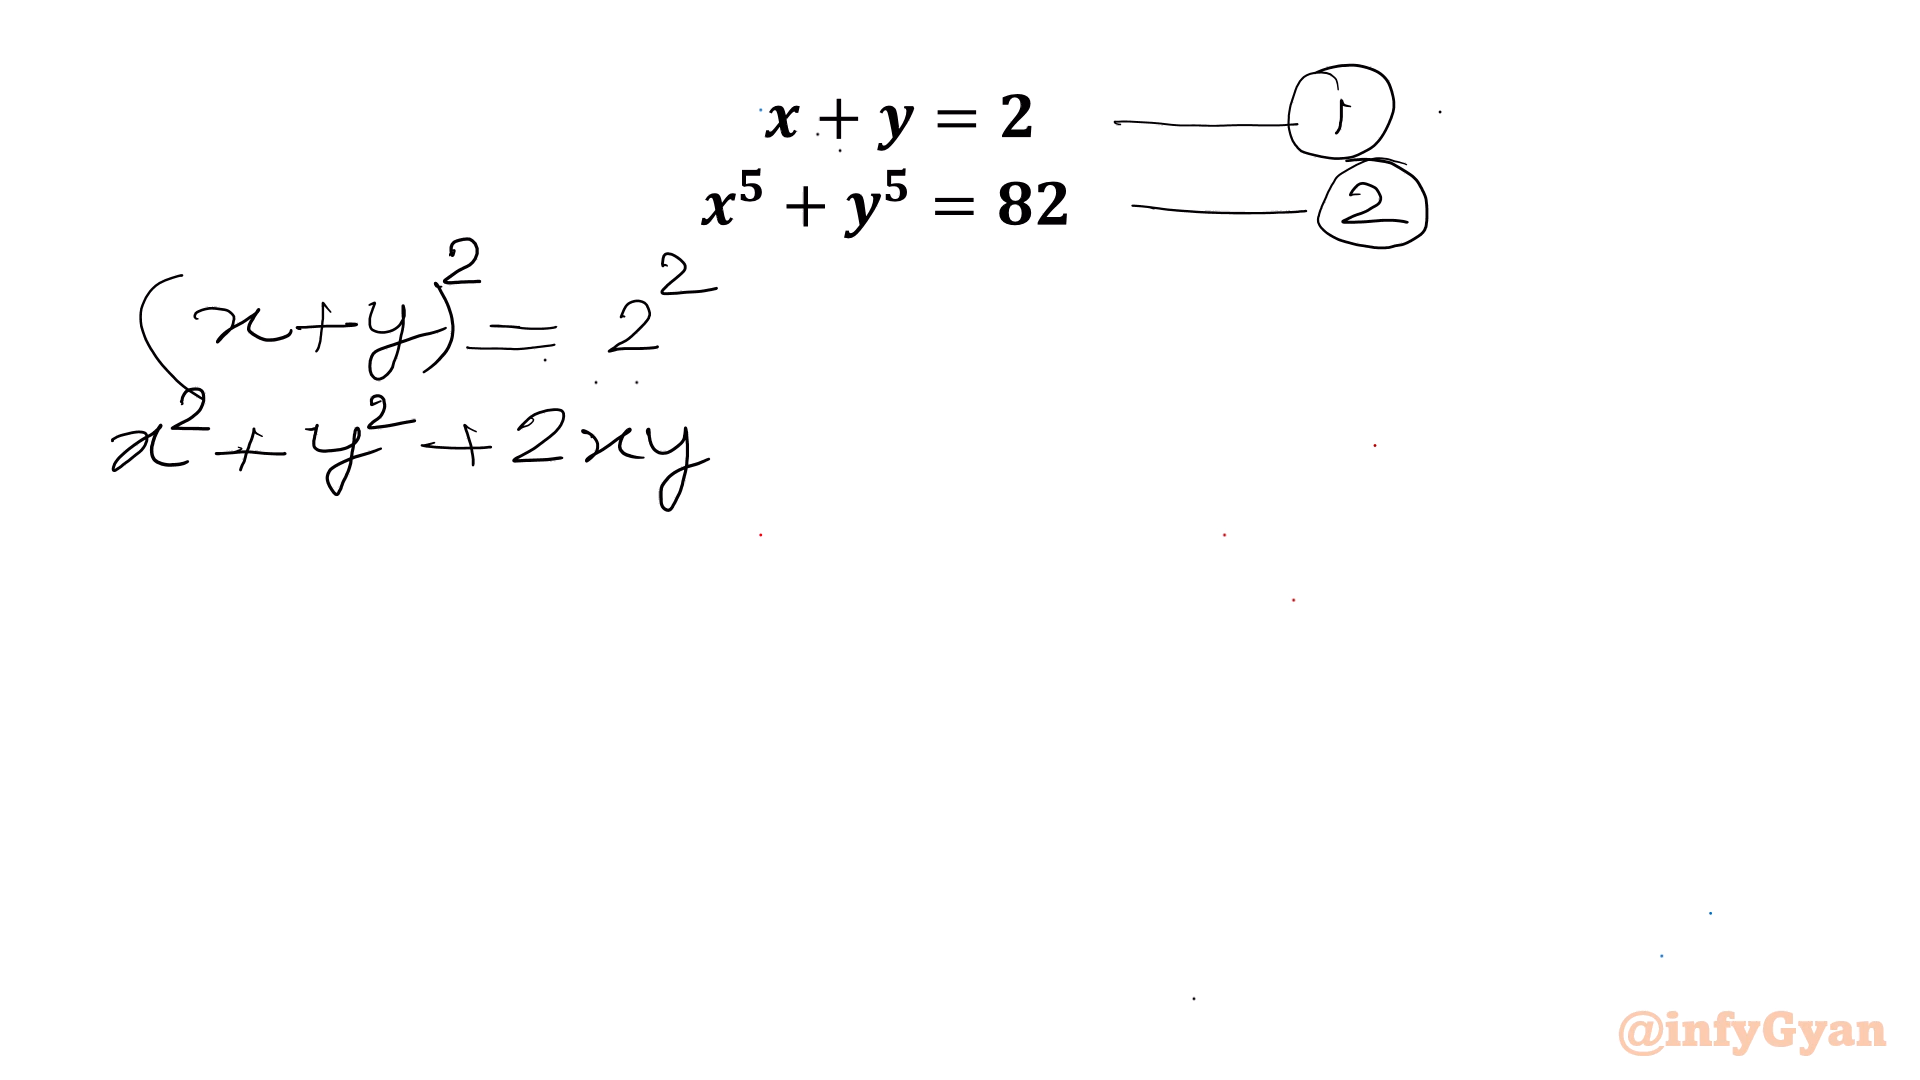 x + y = 2 —— 1
x⁵ + y⁵ = 82 —— 2
(x+y)² = 2²
x² + y² + 2xy
@infyGyan